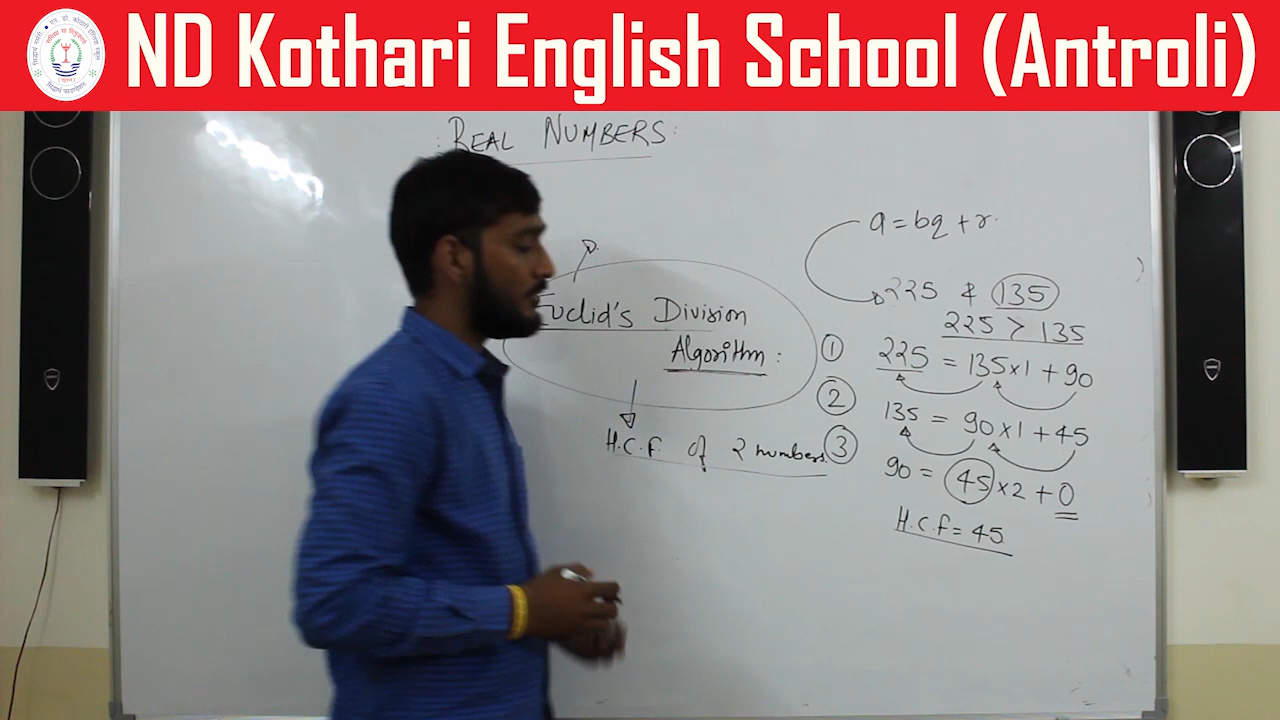 ND Kothari English School (Antroli)
: REAL NUMBERS :
Euclid's Division
Algorithm :
H.C.F. of 2 numbers.
a = bq + r.
225 & 135
225 > 135
① 225 = 135 × 1 + 90
② 135 = 90 × 1 + 45
③ 90 = 45 × 2 + 0
H.C.F = 45